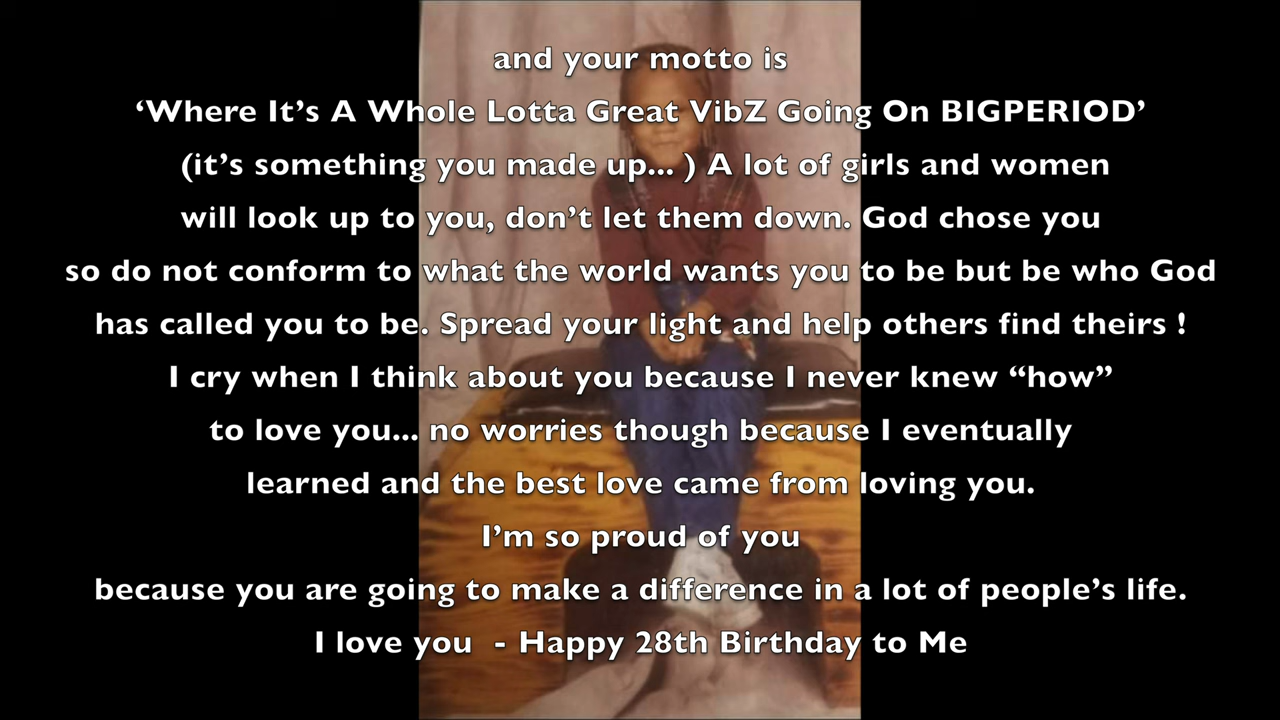 and your motto is
‘Where It’s A Whole Lotta Great VibZ Going On BIGPERIOD’
(it’s something you made up... ) A lot of girls and women
will look up to you, don’t let them down. God chose you
so do not conform to what the world wants you to be but be who God
has called you to be. Spread your light and help others find theirs !
I cry when I think about you because I never knew “how”
to love you... no worries though because I eventually
learned and the best love came from loving you.
I’m so proud of you
because you are going to make a difference in a lot of people’s life.
I love you  - Happy 28th Birthday to Me